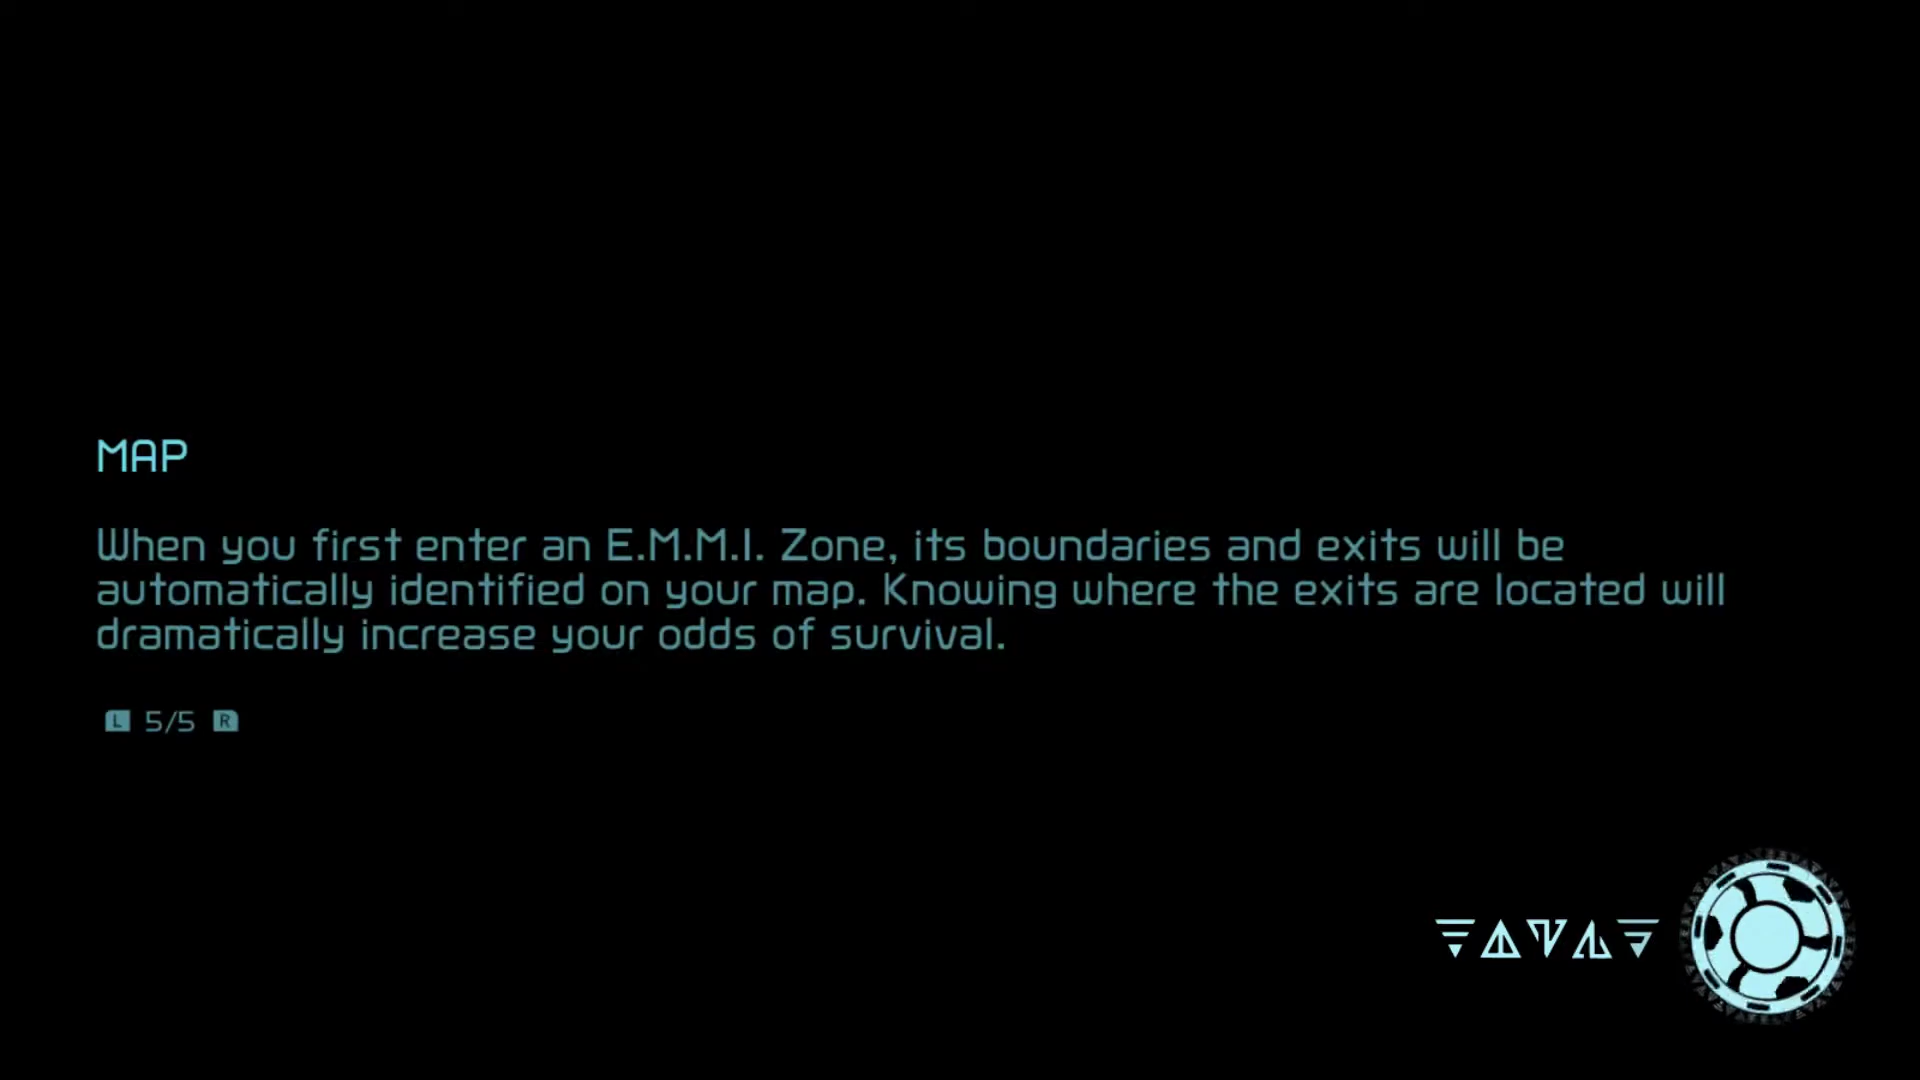 MAP
When you first enter an E.M.M.I. Zone, its boundaries and exits will be
automatically identified on your map. Knowing where the exits are located will
dramatically increase your odds of survival.
L 5/5 R